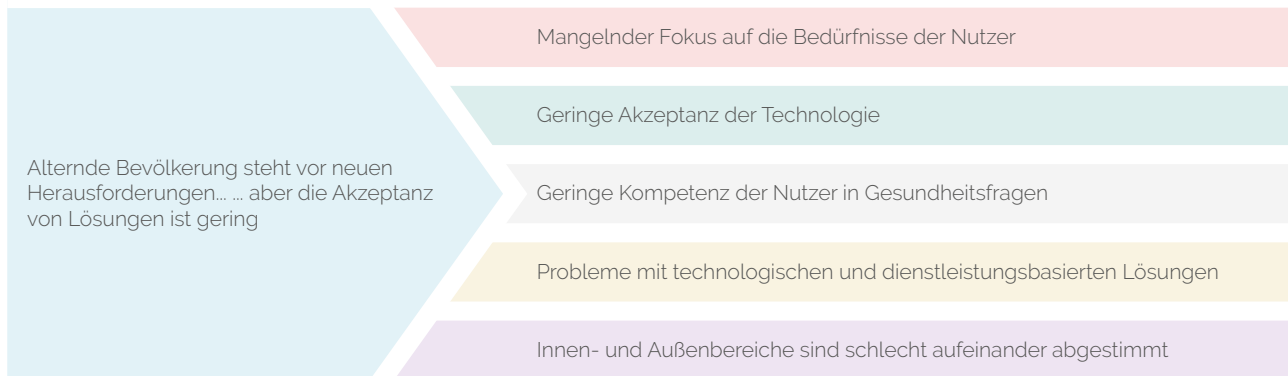 Alternde Bevölkerung steht vor neuen
Herausforderungen... ... aber die Akzeptanz
von Lösungen ist gering
Mangelnder Fokus auf die Bedürfnisse der Nutzer
Geringe Akzeptanz der Technologie
Geringe Kompetenz der Nutzer in Gesundheitsfragen
Probleme mit technologischen und dienstleistungsbasierten Lösungen
Innen- und Außenbereiche sind schlecht aufeinander abgestimmt